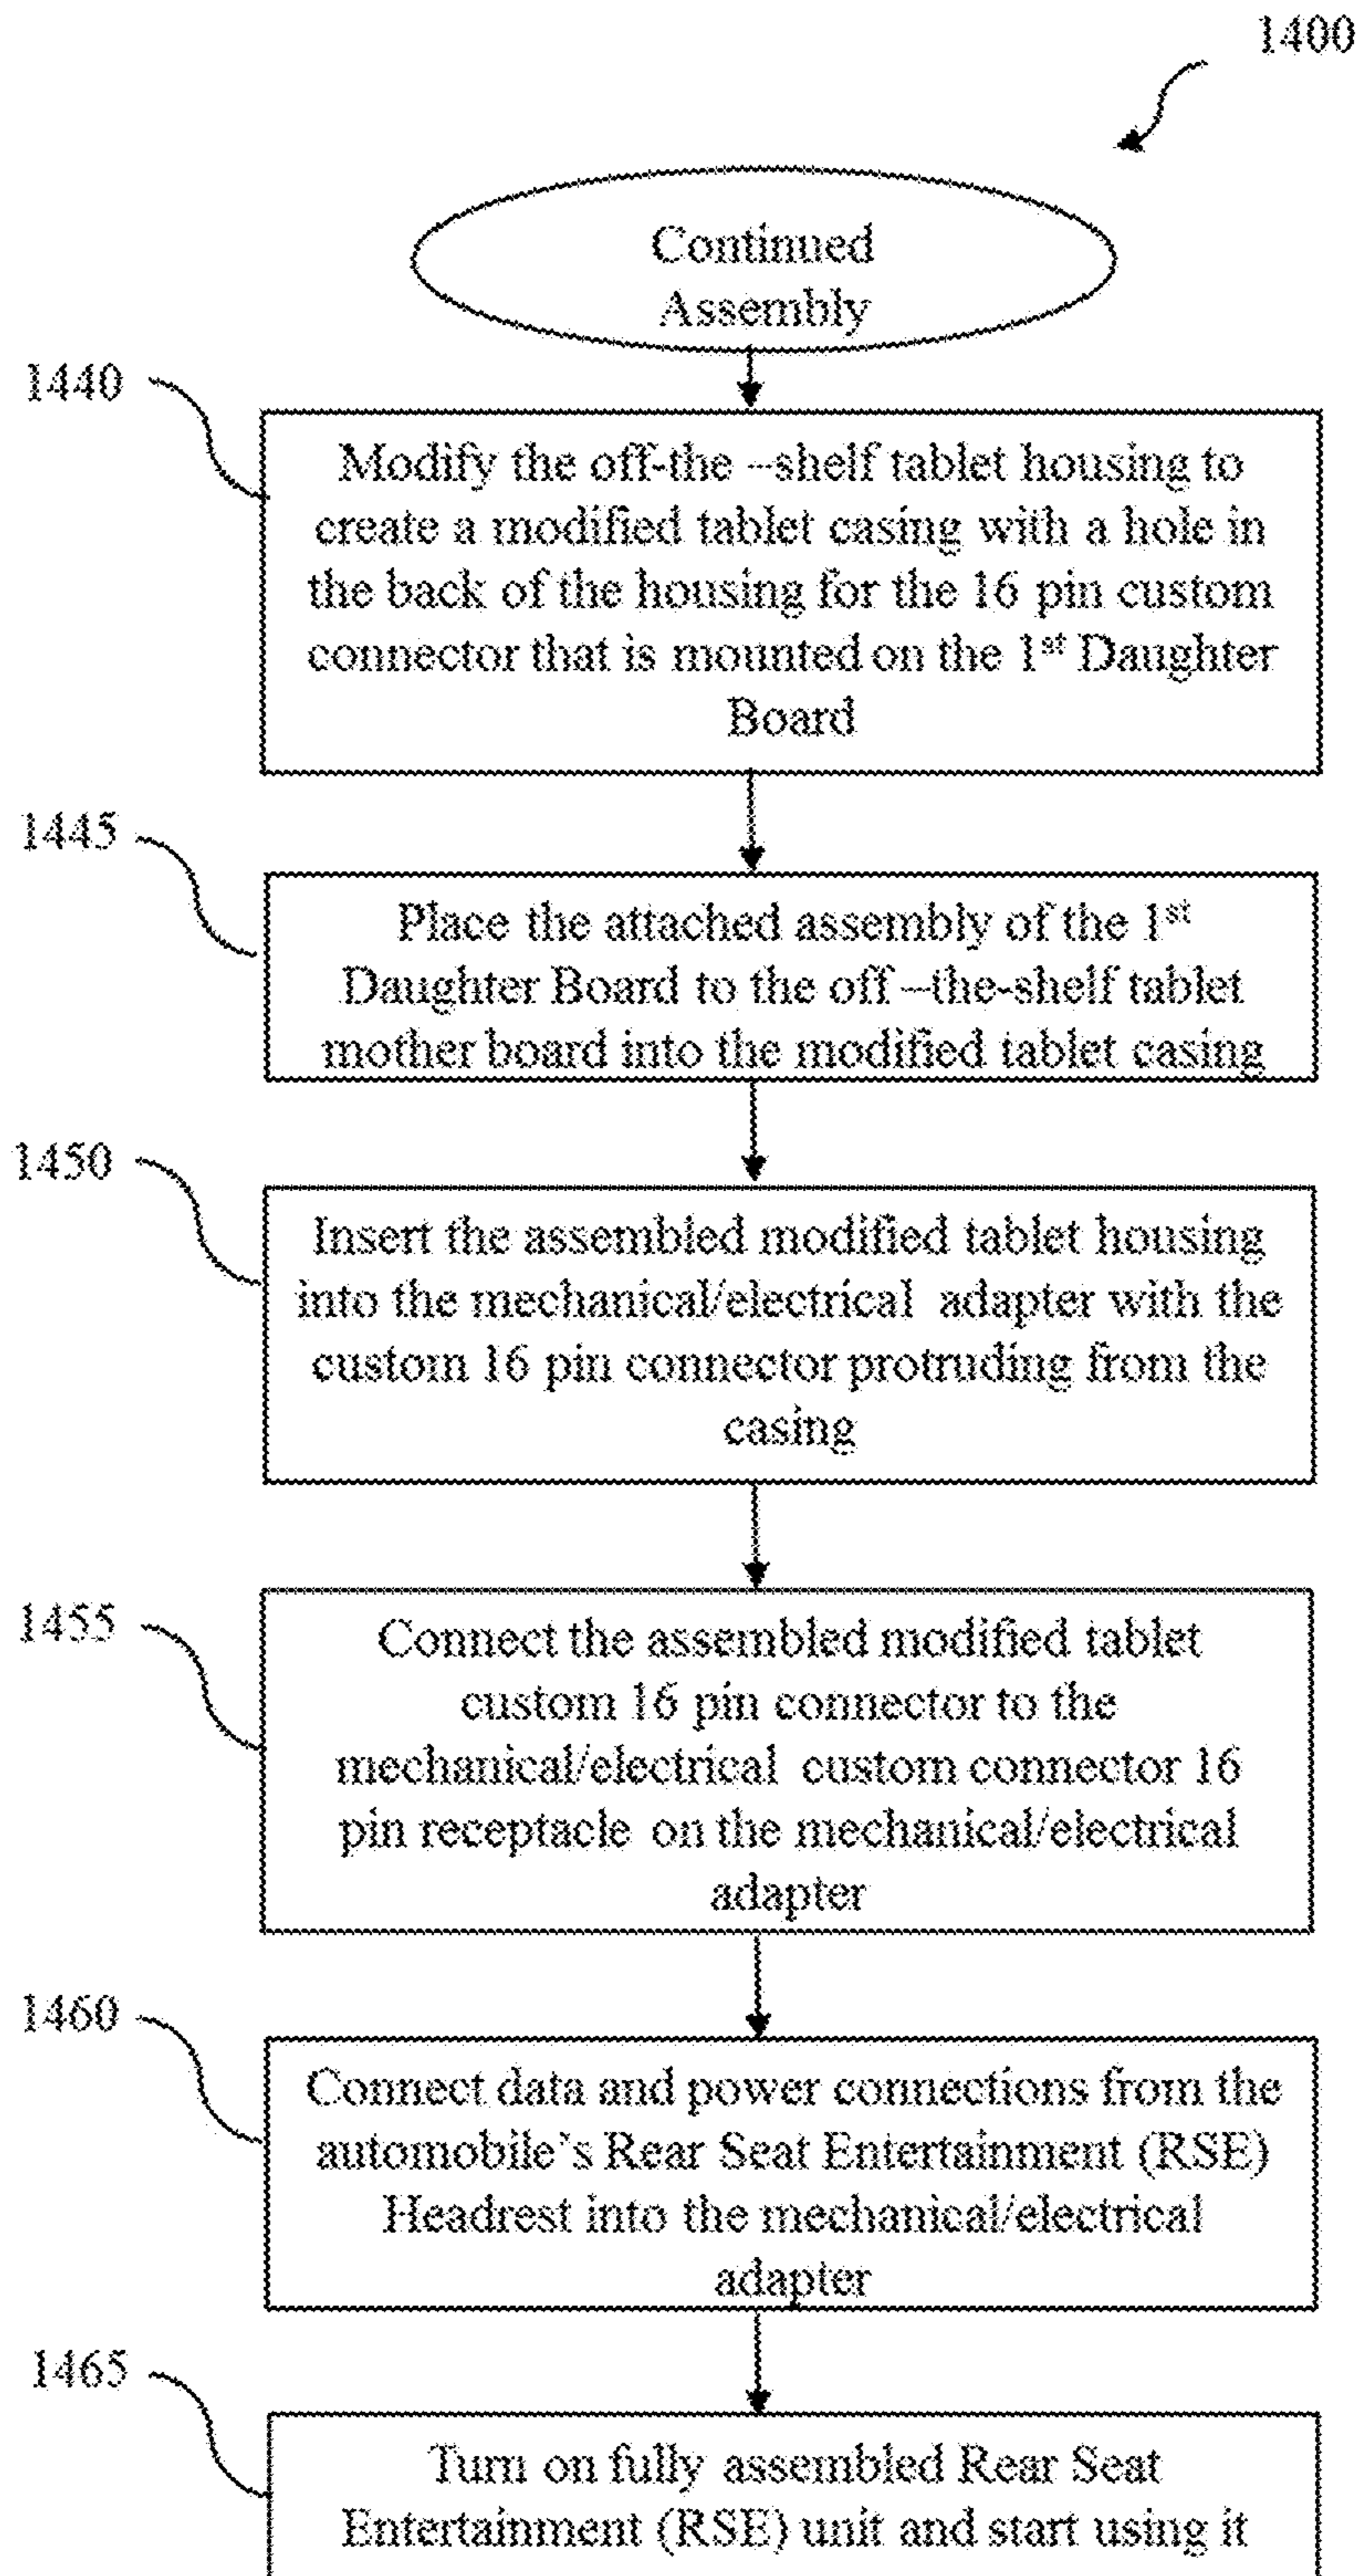 1400
Continued
Assembly
1440
Modify the off-the –shelf tablet housing to
create a modified tablet casing with a hole in
the back of the housing for the 16 pin custom
connector that is mounted on the 1st Daughter
Board
1445
Place the attached assembly of the 1st
Daughter Board to the off –the-shelf tablet
mother board into the modified tablet casing
1450
Insert the assembled modified tablet housing
into the mechanical/electrical adapter with the
custom 16 pin connector protruding from the
casing
1455
Connect the assembled modified tablet
custom 16 pin connector to the
mechanical/electrical custom connector 16
pin receptacle on the mechanical/electrical
adapter
1460
Connect data and power connections from the
automobile’s Rear Seat Entertainment (RSE)
Headrest into the mechanical/electrical
adapter
1465
Turn on fully assembled Rear Seat
Entertainment (RSE) unit and start using it